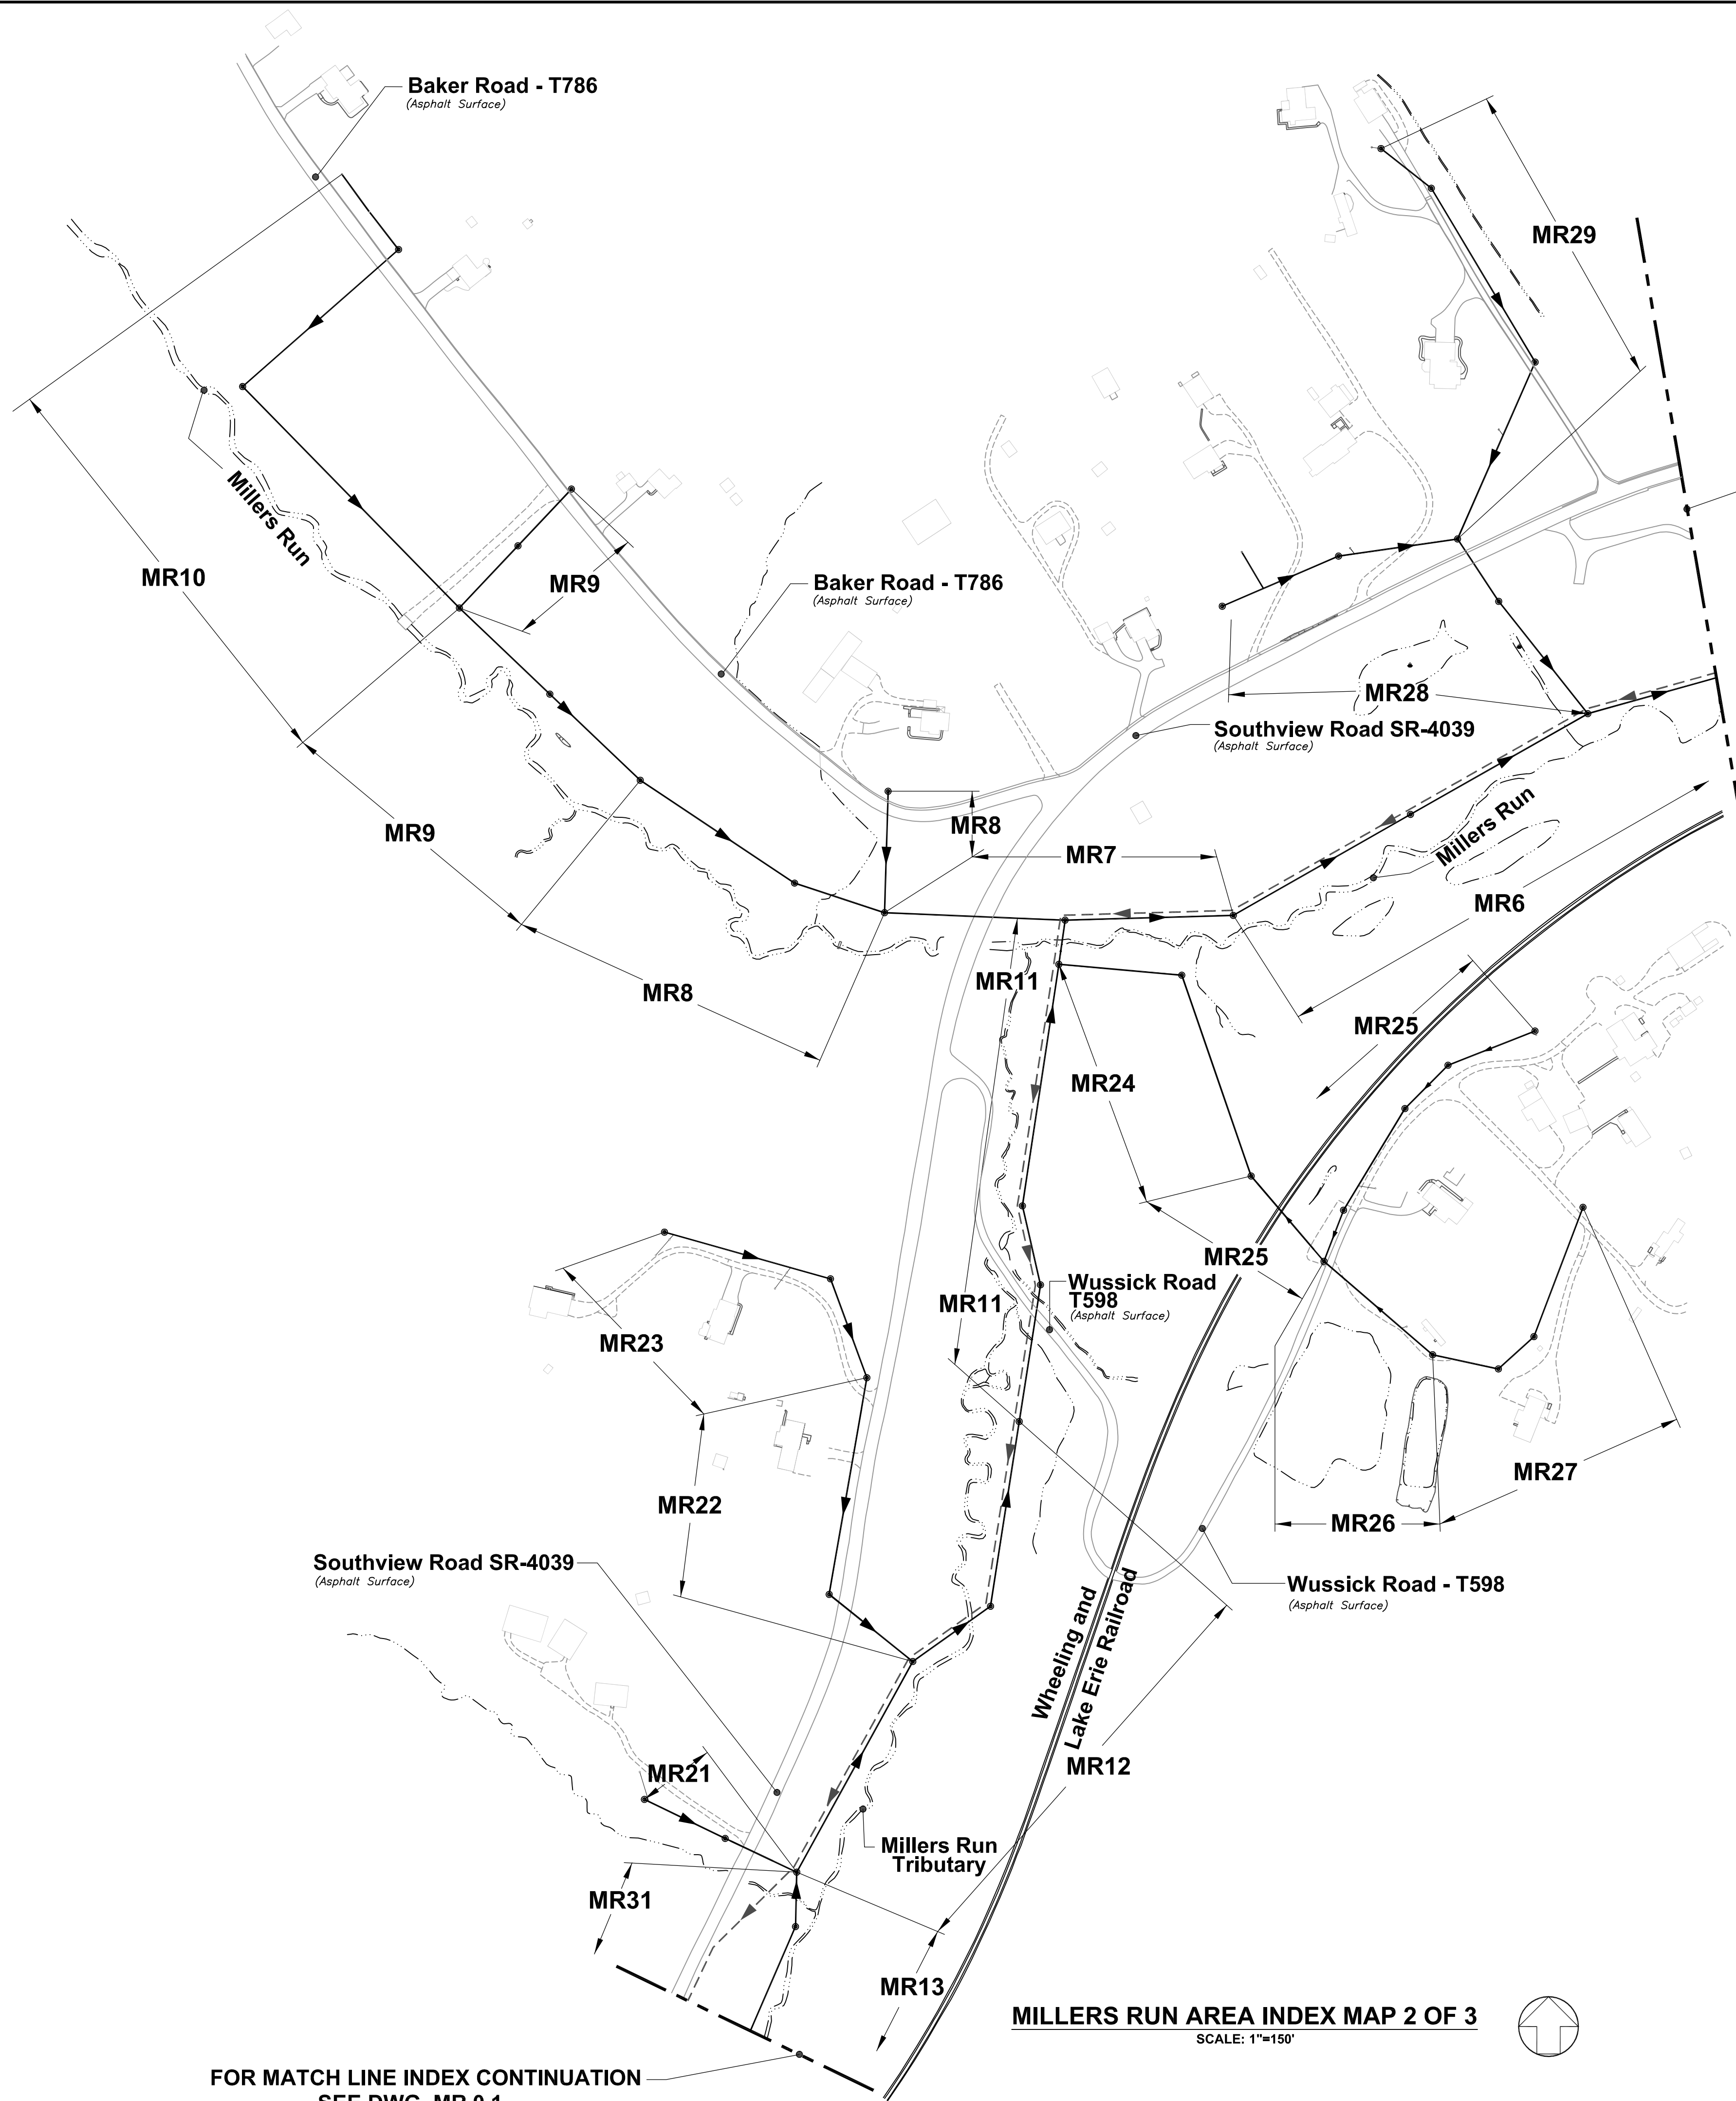 Baker Road - T786
(Asphalt Surface)
MR29
Millers Run
MR10
MR9
Baker Road - T786
(Asphalt Surface)
MR28
Southview Road SR-4039
(Asphalt Surface)
MR9
MR8
MR7
Millers Run
MR6
MR8
MR11
MR25
MR24
MR25
Wussick Road
T598
(Asphalt Surface)
MR11
MR23
MR22
MR27
MR26
Southview Road SR-4039
(Asphalt Surface)
Wussick Road - T598
(Asphalt Surface)
Wheeling and
Lake Erie Railroad
MR12
MR21
Millers Run
Tributary
MR31
MR13
MILLERS RUN AREA INDEX MAP 2 OF 3
SCALE: 1"=150'
FOR MATCH LINE INDEX CONTINUATION